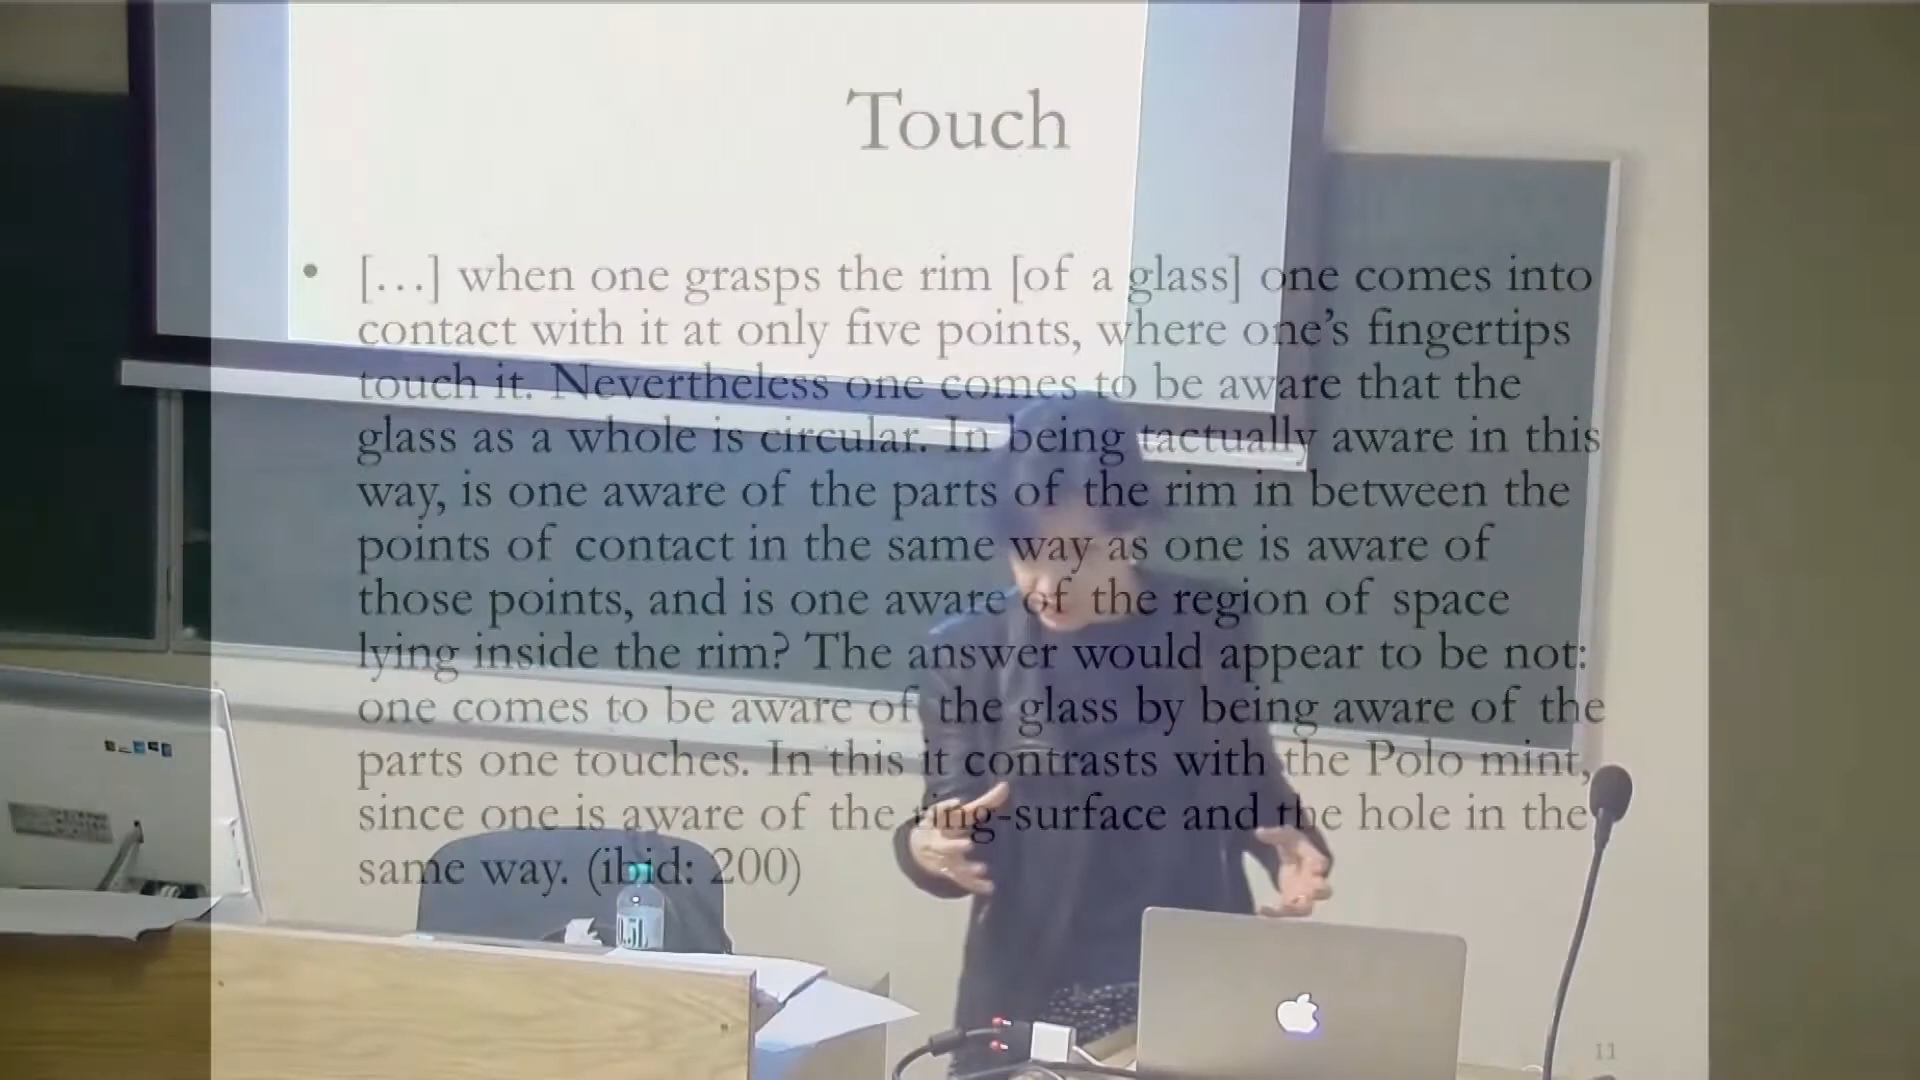 Touch
• […] when one grasps the rim [of a glass] one comes into
contact with it at only five points, where one’s fingertips
touch it. Nevertheless one comes to be aware that the
glass as a whole is circular. In being tactually aware in this
way, is one aware of the parts of the rim in between the
points of contact in the same way as one is aware of
those points, and is one aware of the region of space
lying inside the rim? The answer would appear to be not:
one comes to be aware of the glass by being aware of the
parts one touches. In this it contrasts with the Polo mint,
since one is aware of the ring-surface and the hole in the
same way. (ibid: 200)
0.5L
11